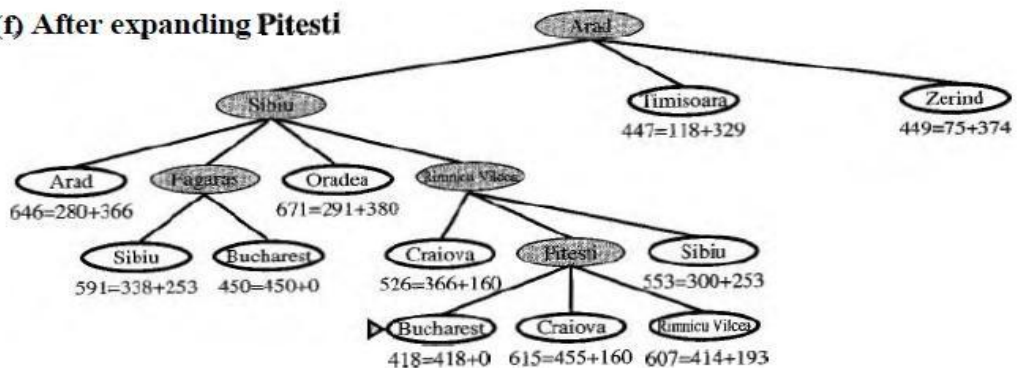 (f) After expanding Pitesti
Arad
Sibiu
Timisoara
447=118+329
Zerind
449=75+374
Arad
646=280+366
Fagaras
Oradea
671=291+380
Rimnicu Vilcea
Sibiu
591=338+253
Bucharest
450=450+0
Craiova
526=366+160
Pitesti
Sibiu
553=300+253
Bucharest
418=418+0
Craiova
615=455+160
Rimnicu Vilcea
607=414+193